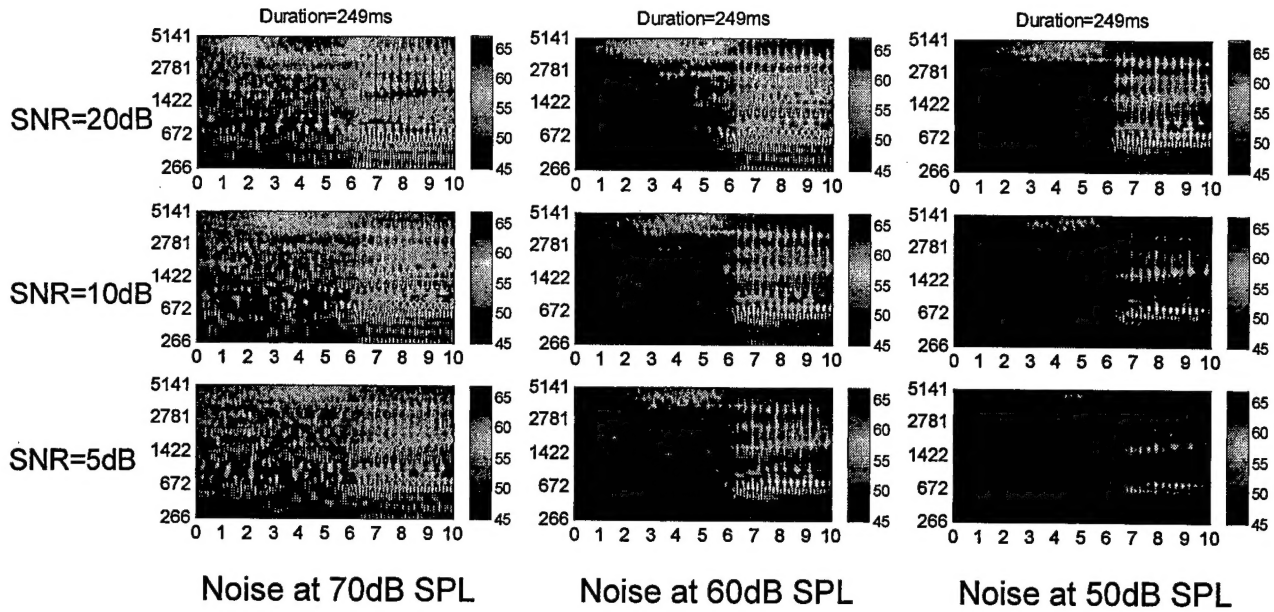 Duration=249ms Duration=249ms Duration=249ms
SNR=20dB
5141 2781 1422 672 266
0 1 2 3 4 5 6 7 8 9 10
65 60 55 50 45
5141 2781 1422 672 266
0 1 2 3 4 5 6 7 8 9 10
65 60 55 50 45
5141 2781 1422 672 266
0 1 2 3 4 5 6 7 8 9 10
65 60 55 50 45
SNR=10dB
5141 2781 1422 672 266
0 1 2 3 4 5 6 7 8 9 10
65 60 55 50 45
5141 2781 1422 672 266
0 1 2 3 4 5 6 7 8 9 10
65 60 55 50 45
5141 2781 1422 672 266
0 1 2 3 4 5 6 7 8 9 10
65 60 55 50 45
SNR=5dB
5141 2781 1422 672 266
0 1 2 3 4 5 6 7 8 9 10
65 60 55 50 45
5141 2781 1422 672 266
0 1 2 3 4 5 6 7 8 9 10
65 60 55 50 45
5141 2781 1422 672 266
0 1 2 3 4 5 6 7 8 9 10
65 60 55 50 45
Noise at 70dB SPL Noise at 60dB SPL Noise at 50dB SPL